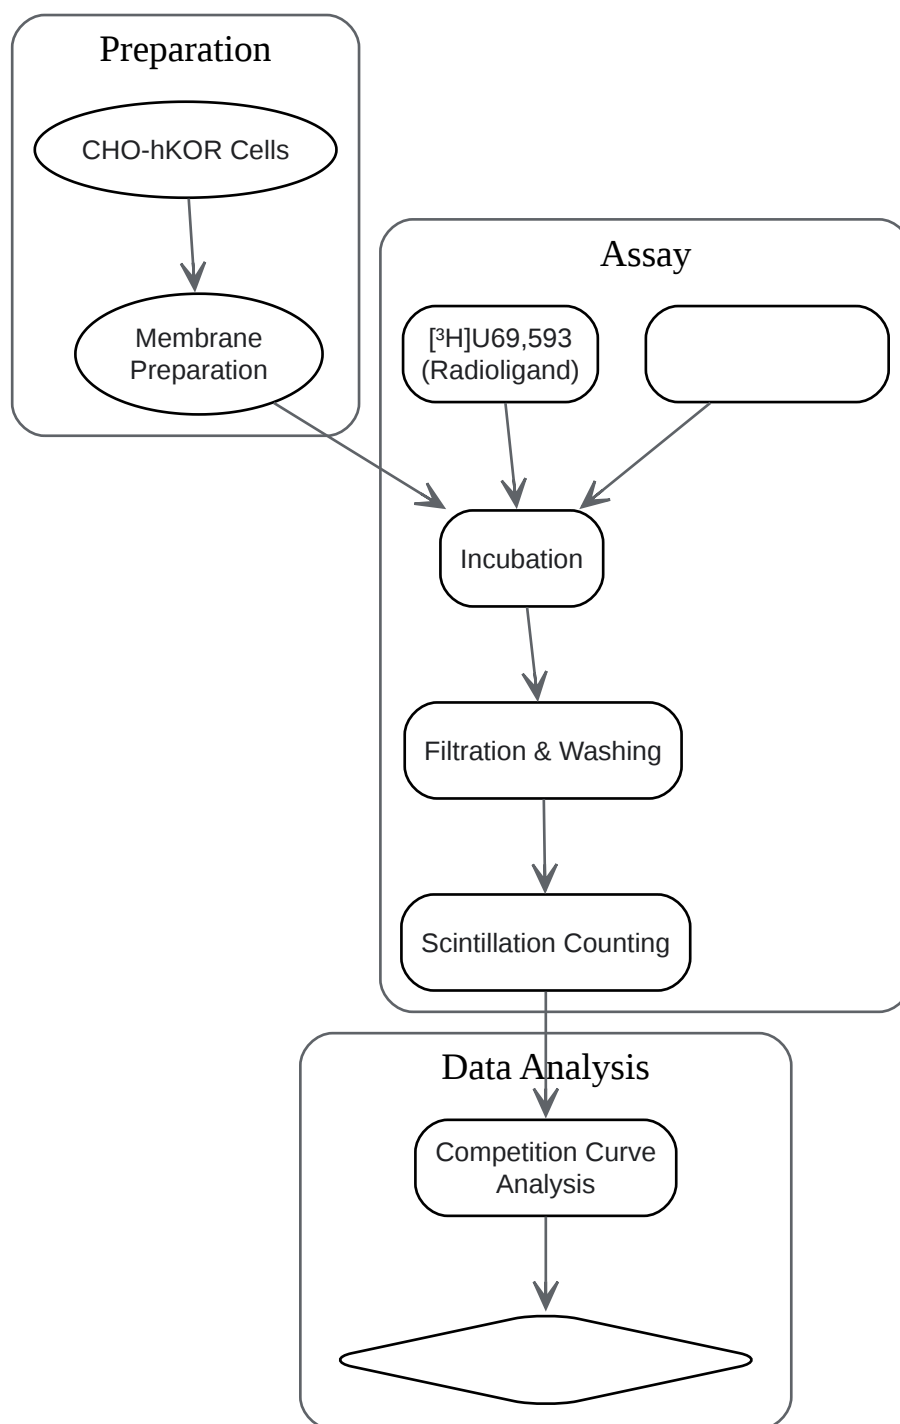 Preparation
CHO-hKOR Cells
Membrane
Preparation
Assay
[³H]U69,593
(Radioligand)
Incubation
Filtration & Washing
Scintillation Counting
Data Analysis
Competition Curve
Analysis